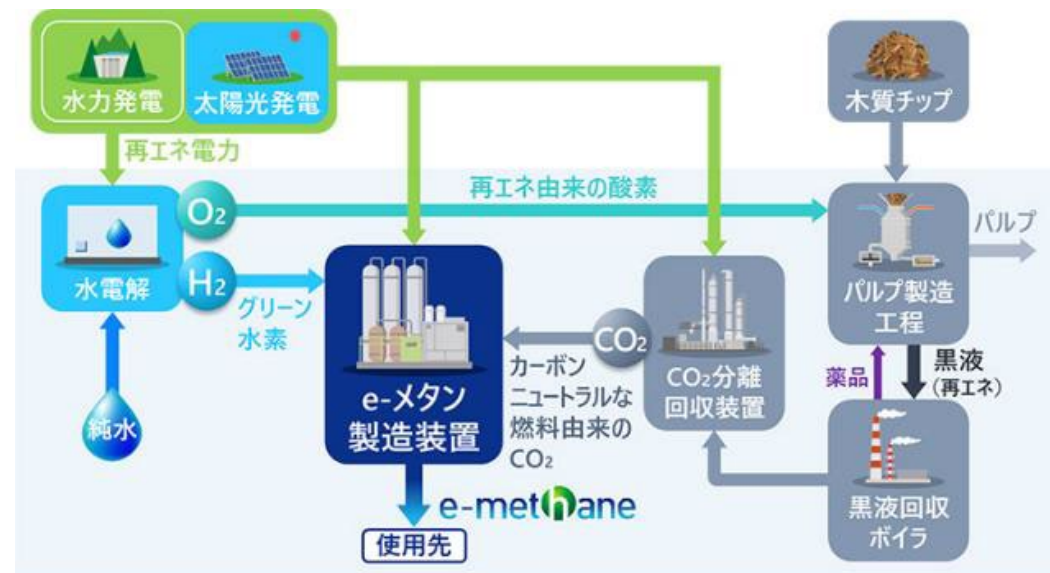 水力発電
太陽光発電
木質チップ
再エネ電力
O2
再エネ由来の酸素
パルプ
水電解
H2
グリーン
水素
パルプ製造
工程
CO2
カーボン
ニュートラルな
燃料由来の
CO2
CO2分離
回収装置
薬品
黒液
(再エネ)
e-メタン
製造装置
純水
e-methane
黒液回収
ボイラ
使用先